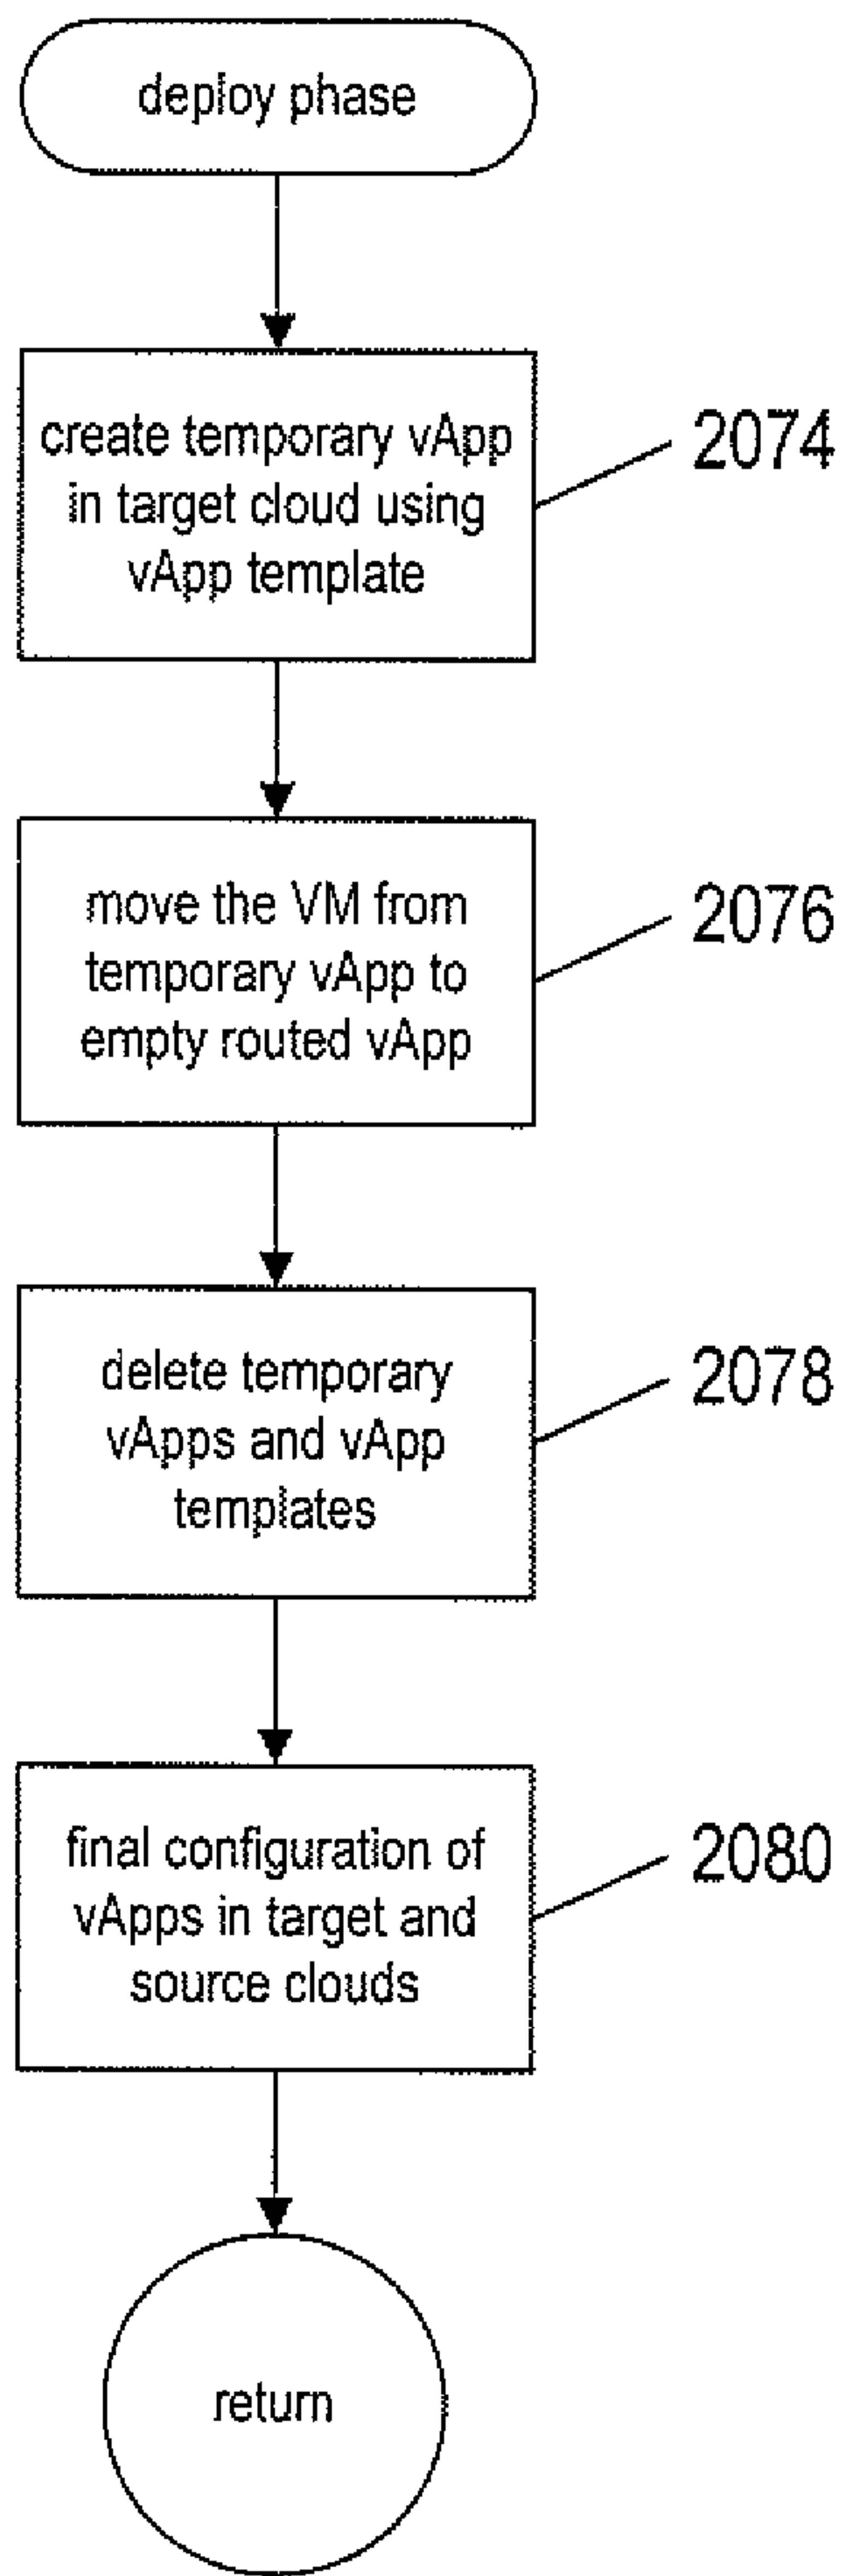 deploy phase
create temporary vApp
in target cloud using
vApp template
2074
move the VM from
temporary vApp to
empty routed vApp
2076
delete temporary
vApps and vApp
templates
2078
final configuration of
vApps in target and
source clouds
2080
return